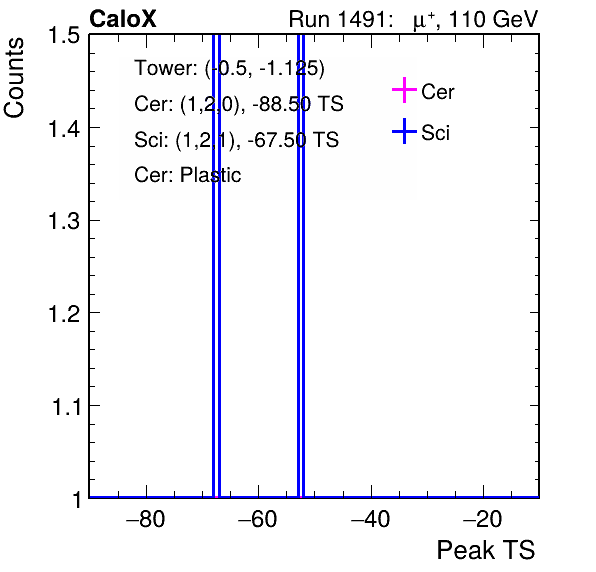 CaloX Run 1491: μ⁺, 110 GeV
Counts
1.5
Tower: (-0.5, -1.125)
Cer: (1,2,0), -88.50 TS
Sci: (1,2,1), -67.50 TS
Cer: Plastic
Cer
Sci
1.4
1.3
1.2
1.1
1
−80 −60 −40 −20
Peak TS